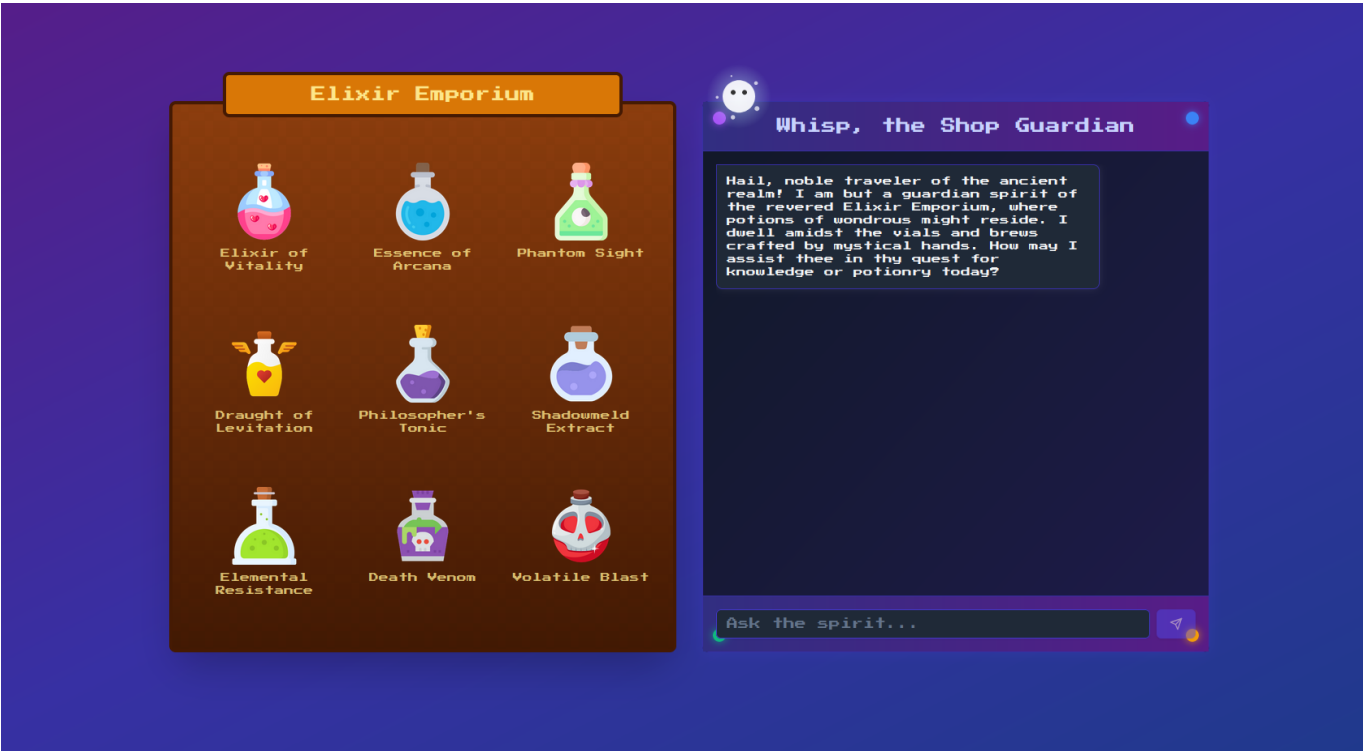 Elixir Emporium
Elixir of
Vitality
Essence of
Arcana
Phantom Sight
Draught of
Levitation
Philosopher's
Tonic
Shadowmeld
Extract
Elemental
Resistance
Death Venom
Volatile Blast
Whisp, the Shop Guardian
Hail, noble traveler of the ancient
realm! I am but a guardian spirit of
the revered Elixir Emporium, where
potions of wondrous might reside. I
dwell amidst the vials and brews
crafted by mystical hands. How may I
assist thee in thy quest for
knowledge or potionry today?
Ask the spirit...